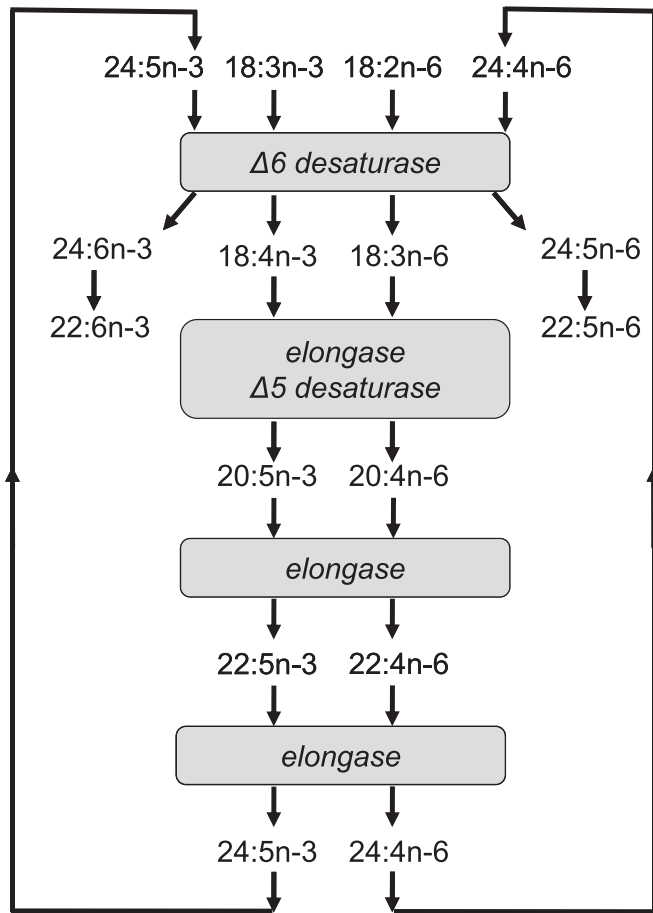 24:5n-3 18:3n-3 18:2n-6 24:4n-6
Δ6 desaturase
24:6n-3 18:4n-3 18:3n-6 24:5n-6
22:6n-3 22:5n-6
elongase
Δ5 desaturase
20:5n-3 20:4n-6
elongase
22:5n-3 22:4n-6
elongase
24:5n-3 24:4n-6